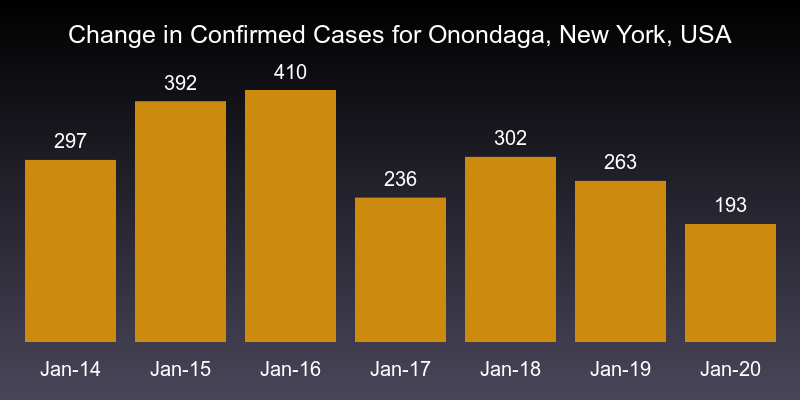 Change in Confirmed Cases for Onondaga, New York, USA
297
392
410
236
302
263
193
Jan-14
Jan-15
Jan-16
Jan-17
Jan-18
Jan-19
Jan-20